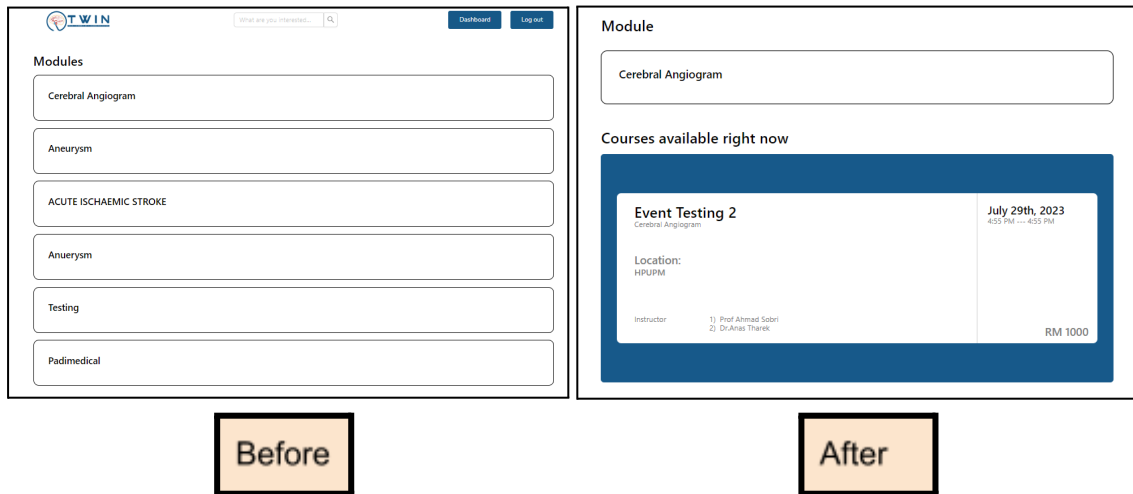 TWIN
What are you interested...
Dashboard
Log out
Modules
Cerebral Angiogram
Aneurysm
ACUTE ISCHAEMIC STROKE
Anuerysm
Testing
Padimedical
Before
Module
Cerebral Angiogram
Courses available right now
Event Testing 2
Cerebral Angiogram
July 29th, 2023
4:55 PM --- 4:55 PM
Location:
HPUPM
Instructor 1) Prof Ahmad Sobri
2) Dr.Anas Tharek
RM 1000
After